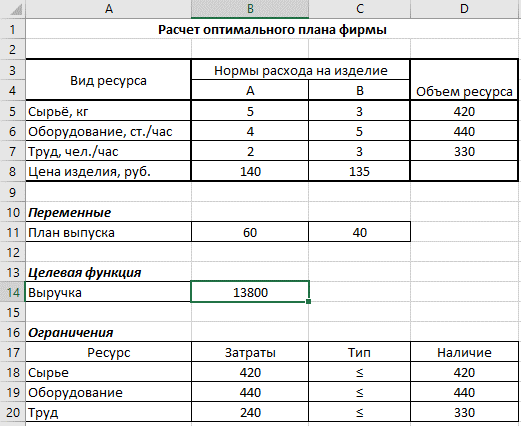 A B C D
1 Расчет оптимального плана фирмы
2
3 Вид ресурса Нормы расхода на изделие Объем ресурса
4 А В
5 Сырьё, кг 5 3 420
6 Оборудование, ст./час 4 5 440
7 Труд, чел./час 2 3 330
8 Цена изделия, руб. 140 135
9
10 Переменные
11 План выпуска 60 40
12
13 Целевая функция
14 Выручка 13800
15
16 Ограничения
17 Ресурс Затраты Тип Наличие
18 Сырье 420 ≤ 420
19 Оборудование 440 ≤ 440
20 Труд 240 ≤ 330